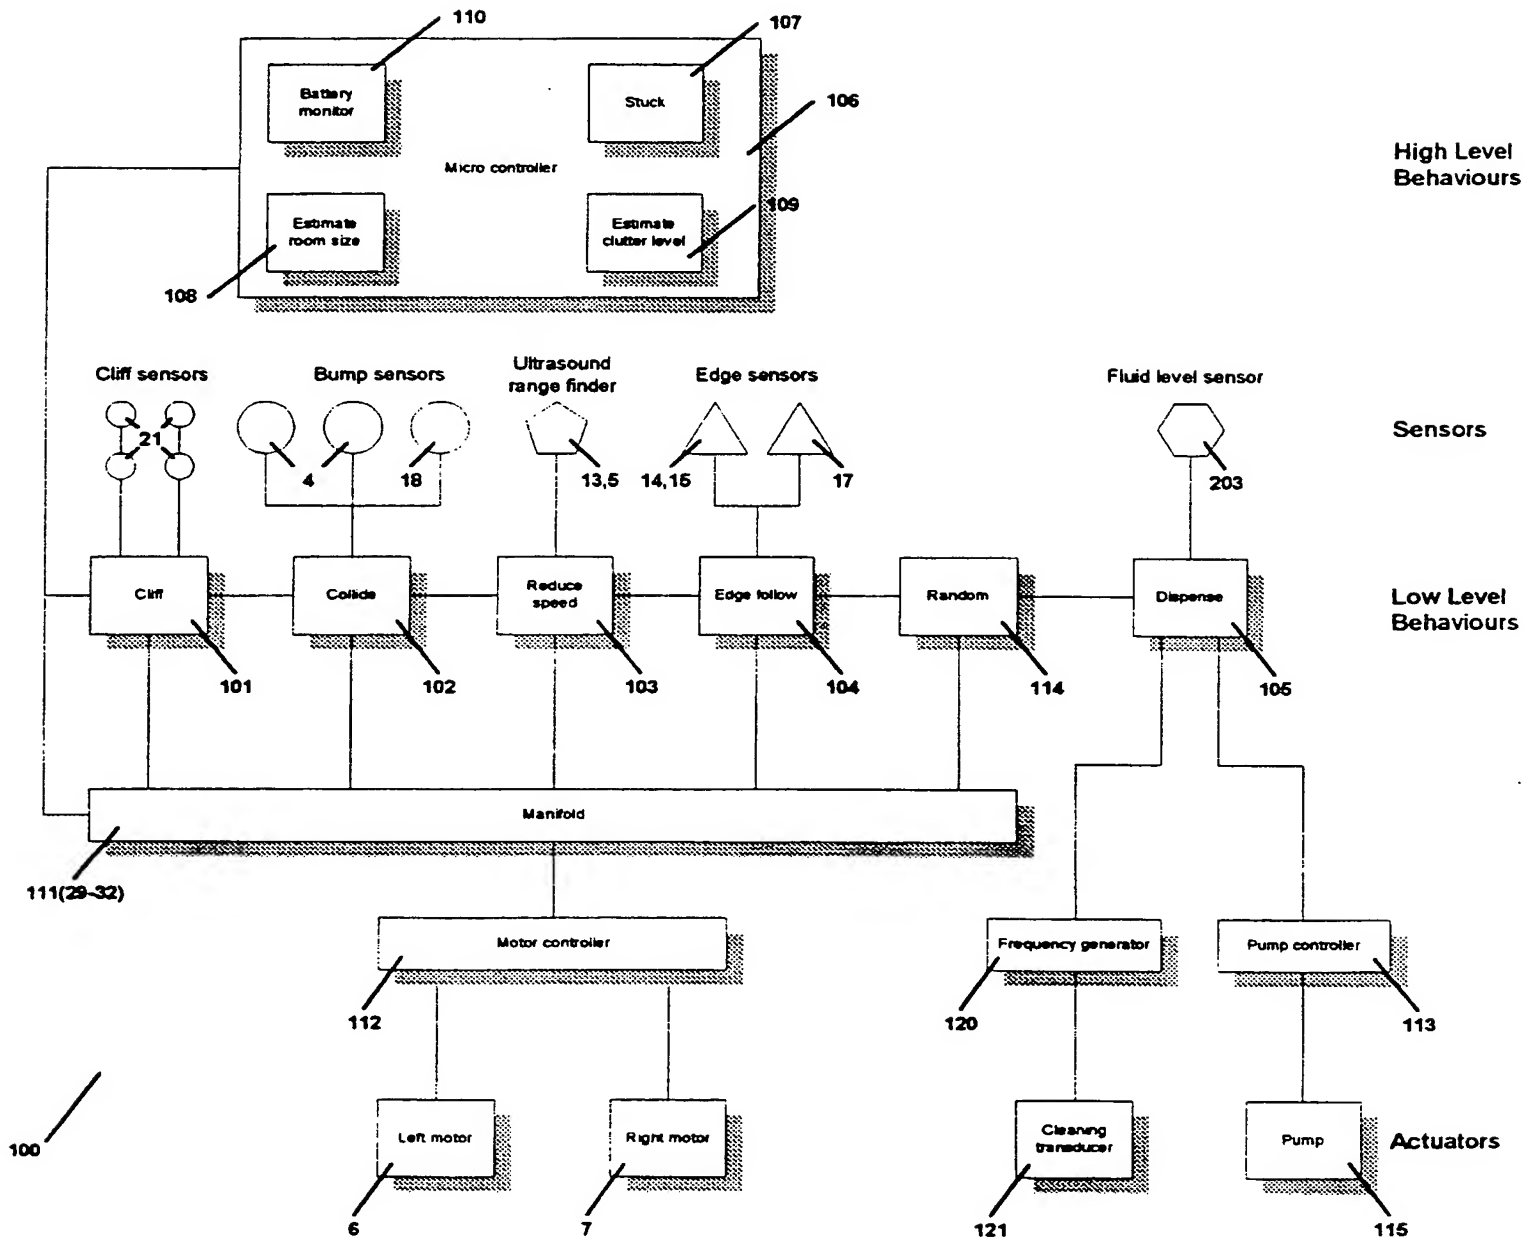 110
107
Battery
monitor
Stuck
106
High Level
Behaviours
Micro controller
109
Estimate
room size
Estimate
clutter level
108
Cliff sensors
Bump sensors
Ultrasound
range finder
Edge sensors
Fluid level sensor
21
Sensors
4
18
13,5
14,15
17
203
Cliff
Collide
Reduce
speed
Edge follow
Random
Dispense
Low Level
Behaviours
101
102
103
104
114
105
Manifold
111(29-32)
Motor controller
Frequency generator
Pump controller
112
120
113
100
Left motor
Right motor
Cleaning
transducer
Pump
Actuators
6
7
121
115